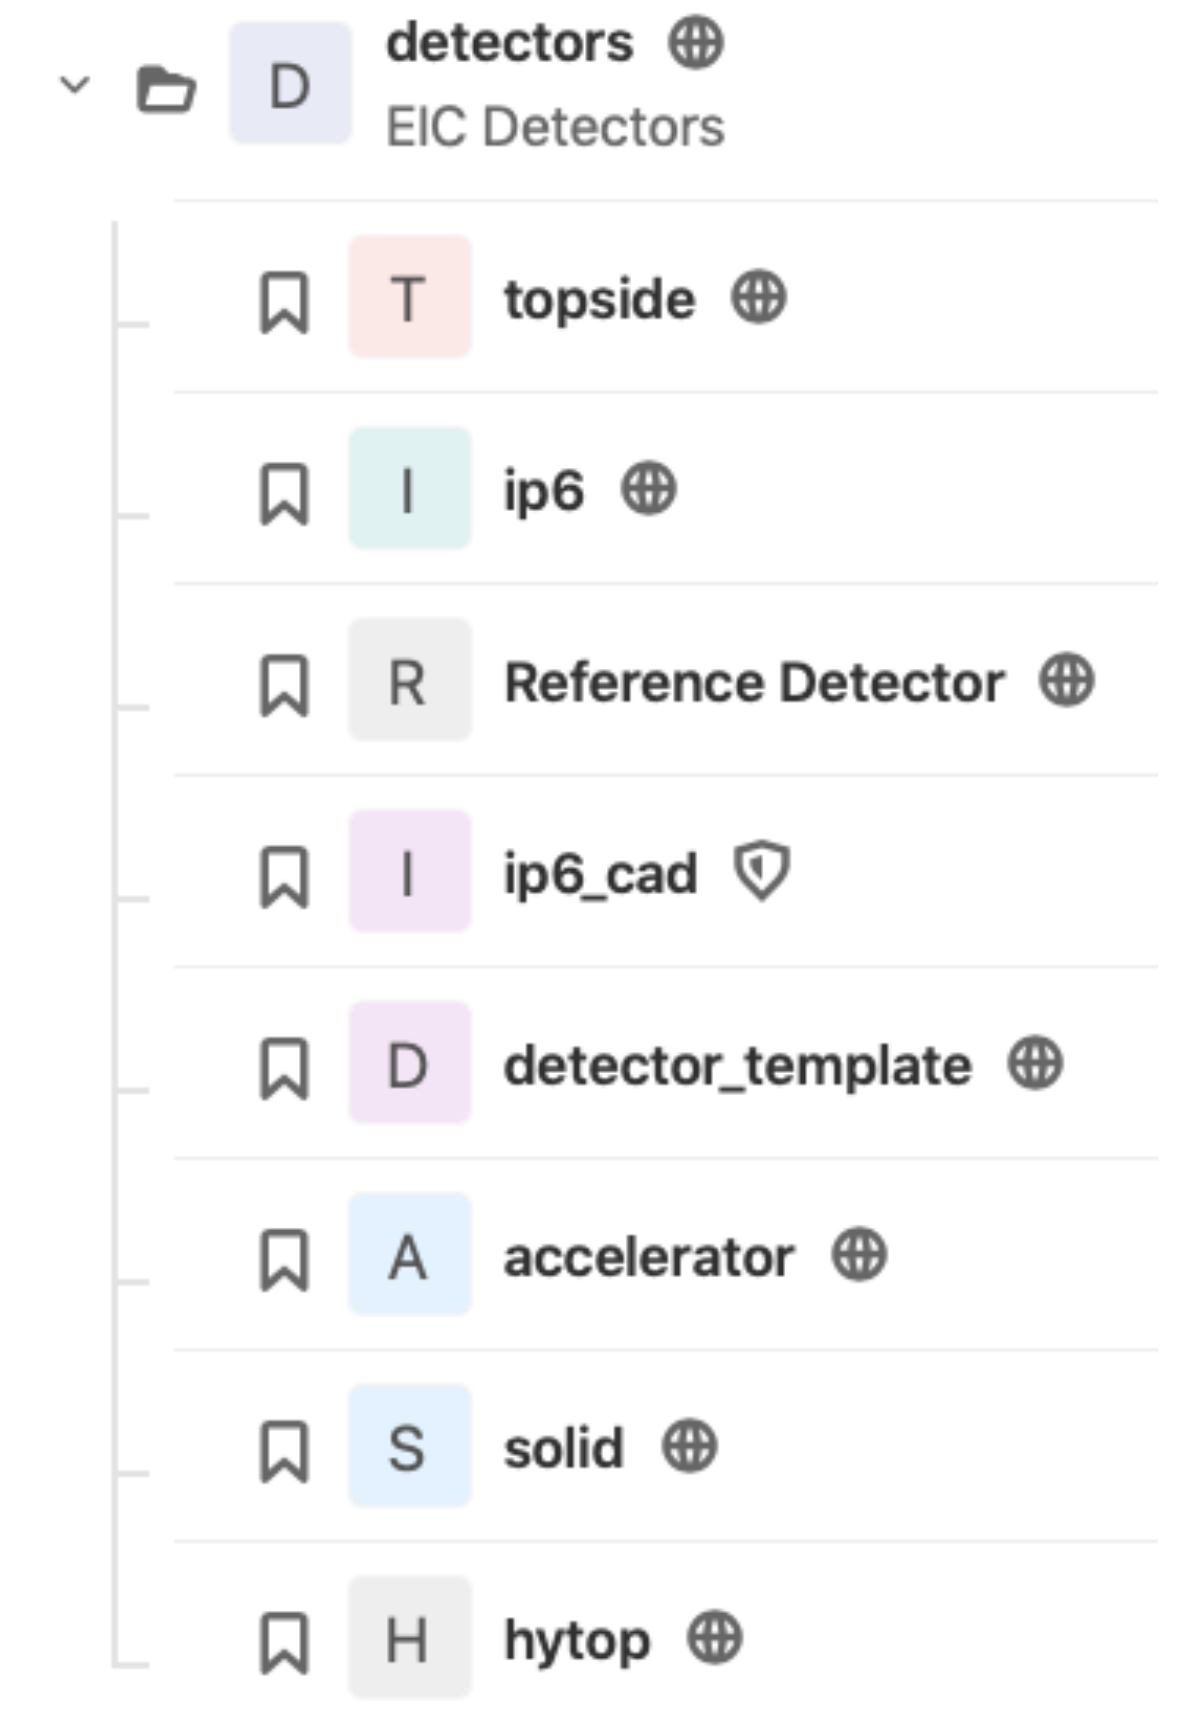 D detectors
EIC Detectors
T topside
I ip6
R Reference Detector
I ip6_cad
D detector_template
A accelerator
S solid
H hytop